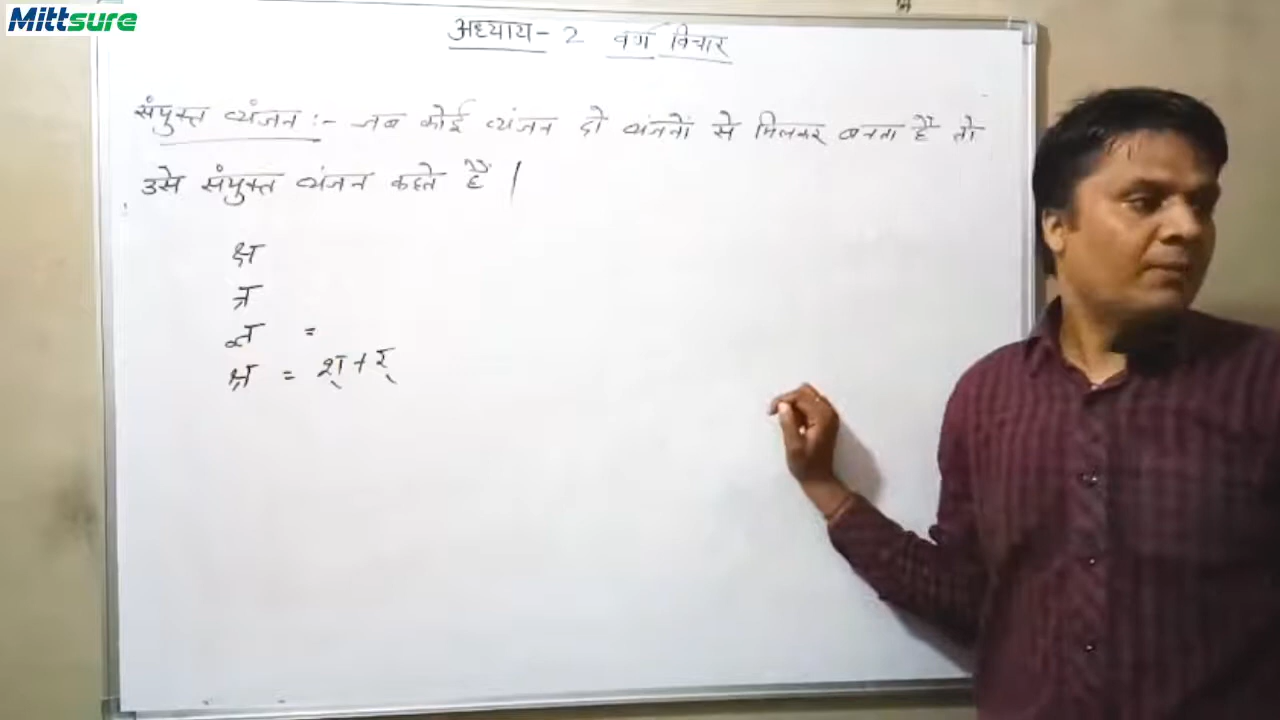 Mittsure
अध्याय - 2 वर्ण विचार
संयुक्त व्यंजन :- जब कोई व्यंजन दो व्यंजनों से मिलकर बनता है तो
उसे संयुक्त व्यंजन कहते हैं |
क्ष
त्र
ज्ञ =
श्र = श् + र्